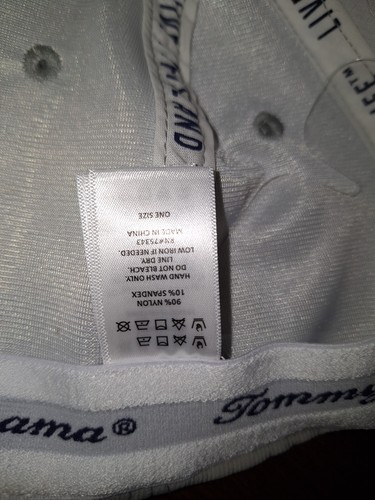 90% NYLON
10% SPANDEX
HAND WASH ONLY.
DO NOT BLEACH.
LINE DRY.
LOW IRON IF NEEDED.
RN#75343
MADE IN CHINA
ONE SIZE
ama®
Tommy
LIV